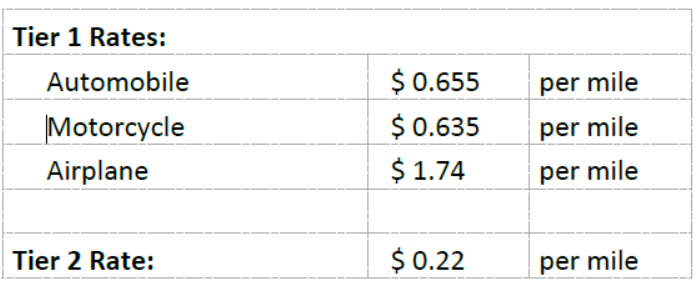 Tier 1 Rates:
Automobile $ 0.655 per mile
Motorcycle $ 0.635 per mile
Airplane $ 1.74 per mile
Tier 2 Rate: $ 0.22 per mile